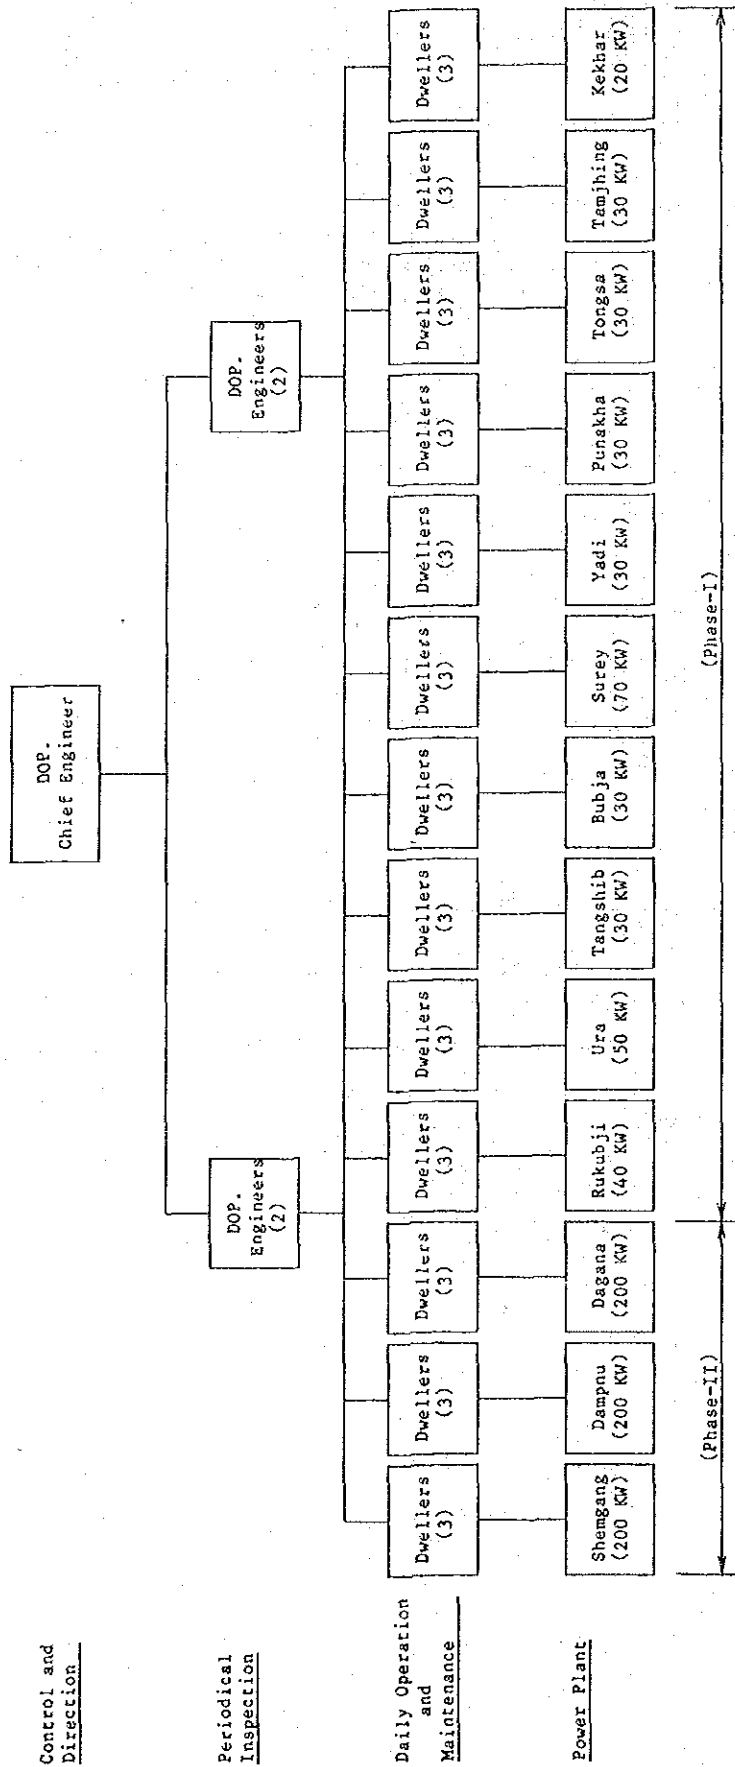 Control and
Direction
DOP.
Chief Engineer
Periodical
Inspection
DOP.
Engineers
(2)
DOP.
Engineers
(2)
Daily Operation
and
Maintenance
Dwellers
(3)
Dwellers
(3)
Dwellers
(3)
Dwellers
(3)
Dwellers
(3)
Dwellers
(3)
Dwellers
(3)
Dwellers
(3)
Dwellers
(3)
Dwellers
(3)
Dwellers
(3)
Dwellers
(3)
Dwellers
(3)
Power Plant
Shemgang
(200 KW)
Dampnu
(200 KW)
Dagana
(200 KW)
Rukubji
(40 KW)
Ura
(50 KW)
Tangshib
(30 KW)
Bubja
(30 KW)
Surey
(70 KW)
Yadi
(30 KW)
Punakha
(30 KW)
Tongsa
(30 KW)
Tamjhing
(30 KW)
Kekhar
(20 KW)
(Phase-II)
(Phase-I)